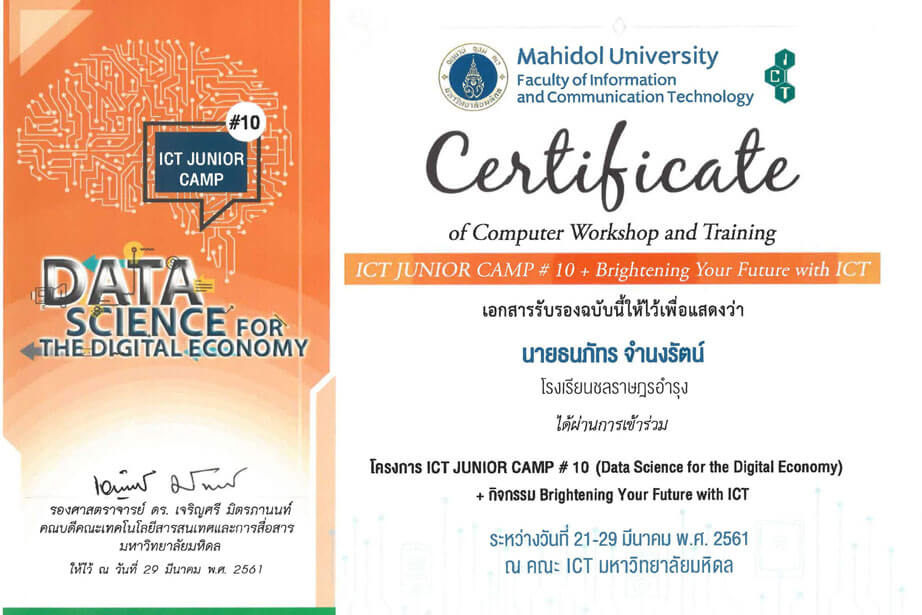 #10
ICT JUNIOR
CAMP
DATA
SCIENCE FOR
THE DIGITAL ECONOMY
รองศาสตราจารย์ ดร. เจริญศรี มิตรภานนท์
คณบดีคณะเทคโนโลยีสารสนเทศและการสื่อสาร
มหาวิทยาลัยมหิดล
ให้ไว้ ณ วันที่ 29 มีนาคม พ.ศ. 2561
Mahidol University
Faculty of Information
and Communication Technology
ICT
Certificate
of Computer Workshop and Training
ICT JUNIOR CAMP # 10 + Brightening Your Future with ICT
เอกสารรับรองฉบับนี้ให้ไว้เพื่อแสดงว่า
นายธนภัทร จำนงรัตน์
โรงเรียนชลราษฎรอำรุง
ได้ผ่านการเข้าร่วม
โครงการ ICT JUNIOR CAMP # 10 (Data Science for the Digital Economy)
+ กิจกรรม Brightening Your Future with ICT
ระหว่างวันที่ 21-29 มีนาคม พ.ศ. 2561
ณ คณะ ICT มหาวิทยาลัยมหิดล